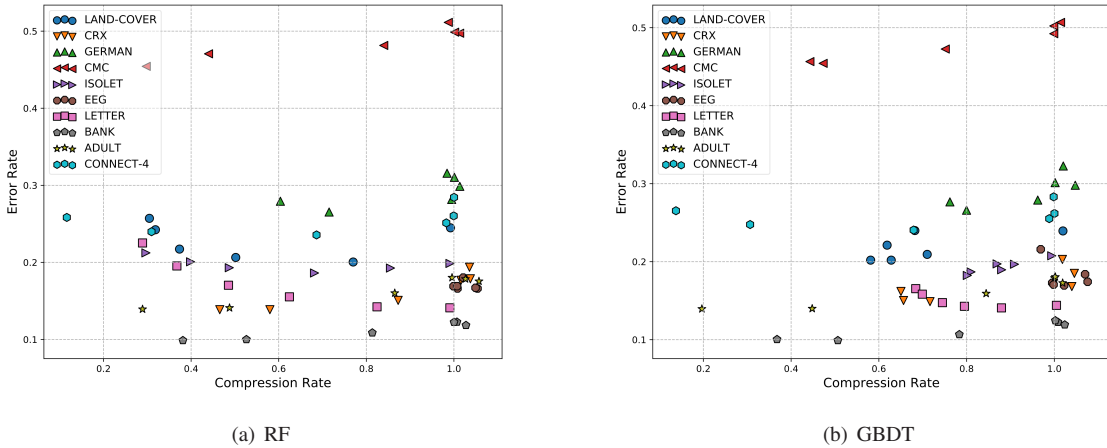 LAND-COVER
CRX
GERMAN
CMC
ISOLET
EEG
LETTER
BANK
ADULT
CONNECT-4
0.5
0.4
0.3
0.2
0.1
Error Rate
0.2
0.4
0.6
0.8
1.0
Compression Rate
(a) RF
LAND-COVER
CRX
GERMAN
CMC
ISOLET
EEG
LETTER
BANK
ADULT
CONNECT-4
0.5
0.4
0.3
0.2
0.1
Error Rate
0.2
0.4
0.6
0.8
1.0
Compression Rate
(b) GBDT